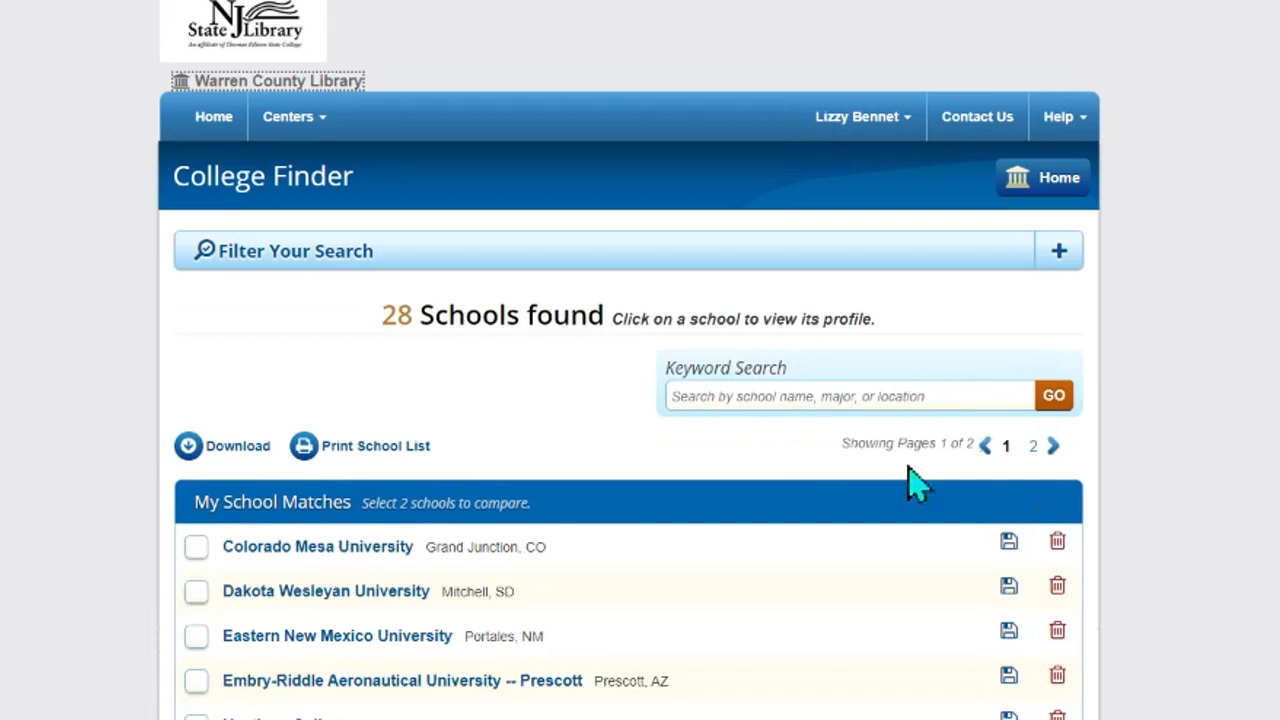 NJ
State Library
An affiliate of Thomas Edison State College
Warren County Library
Home Centers Lizzy Bennet Contact Us Help
College Finder Home
Filter Your Search +
28 Schools found Click on a school to view its profile.
Keyword Search
Search by school name, major, or location GO
Download Print School List Showing Pages 1 of 2 1 2
My School Matches Select 2 schools to compare.
Colorado Mesa University Grand Junction, CO
Dakota Wesleyan University Mitchell, SD
Eastern New Mexico University Portales, NM
Embry-Riddle Aeronautical University -- Prescott Prescott, AZ